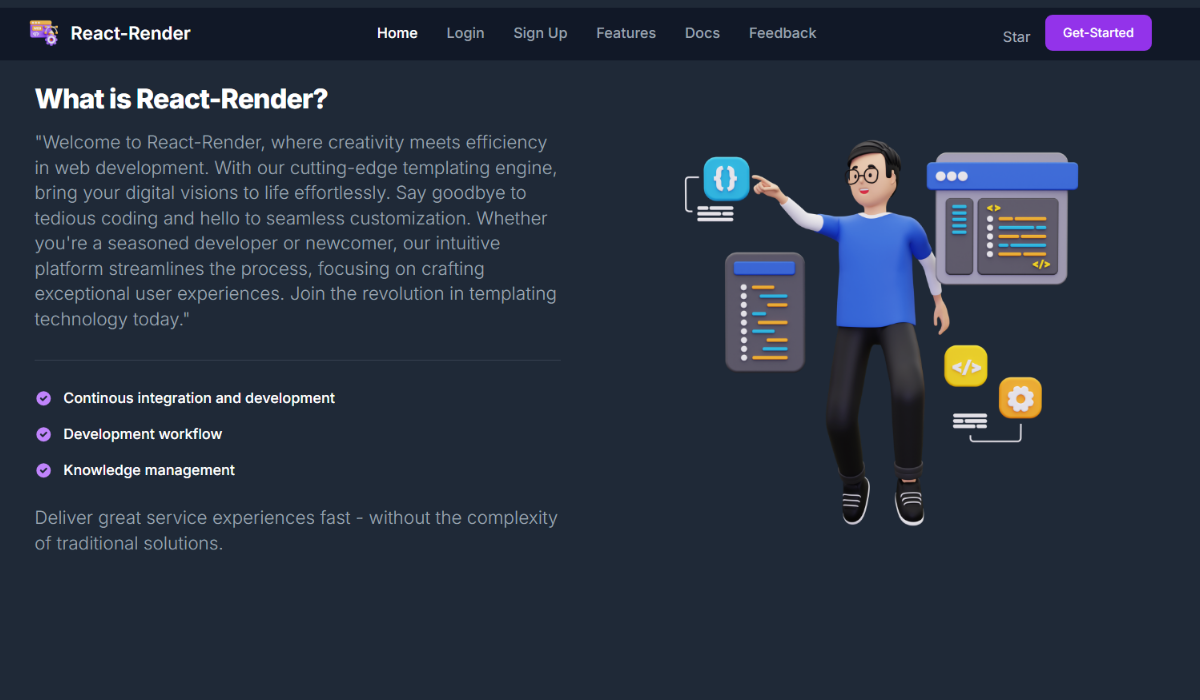 React-Render
Home Login Sign Up Features Docs Feedback Star Get-Started
What is React-Render?
"Welcome to React-Render, where creativity meets efficiency
in web development. With our cutting-edge templating engine,
bring your digital visions to life effortlessly. Say goodbye to
tedious coding and hello to seamless customization. Whether
you're a seasoned developer or newcomer, our intuitive
platform streamlines the process, focusing on crafting
exceptional user experiences. Join the revolution in templating
technology today."
Continous integration and development
Development workflow
Knowledge management
Deliver great service experiences fast - without the complexity
of traditional solutions.
{}
<>
</>
</>